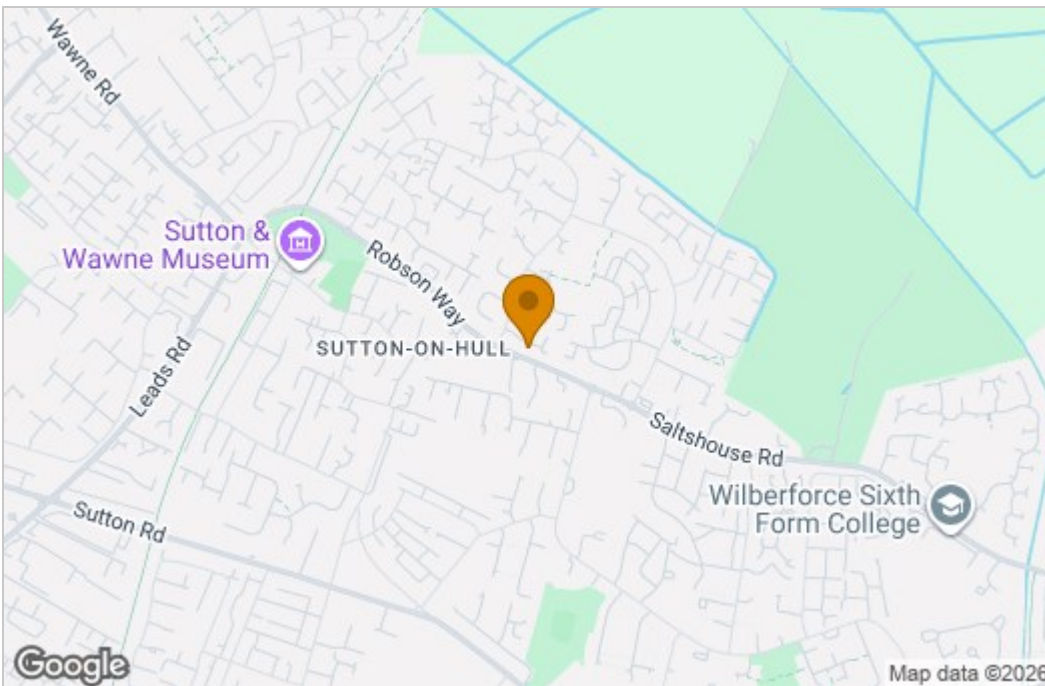 Wawne Rd
Sutton &
Wawne Museum
Robson Way
SUTTON-ON-HULL
Leads Rd
Saltshouse Rd
Wilberforce Sixth
Form College
Sutton Rd
Google
Map data ©2026